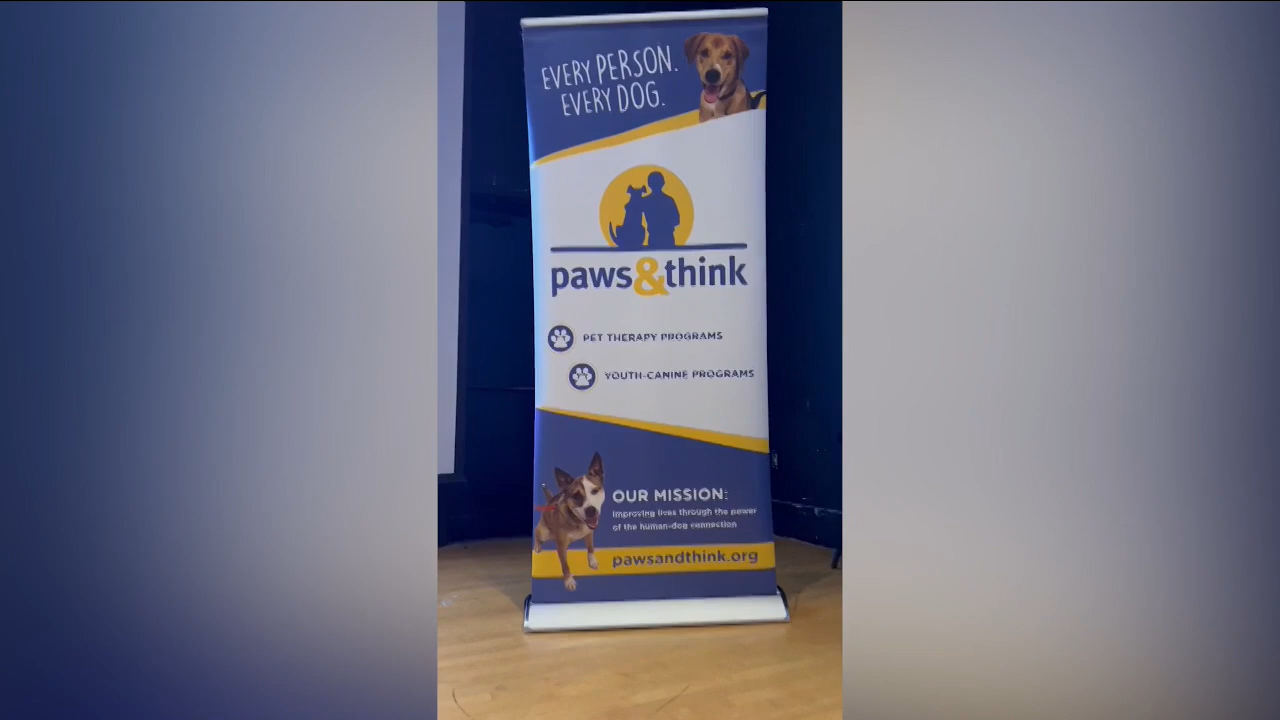 EVERY PERSON.
EVERY DOG.
paws&think
PET THERAPY PROGRAMS
YOUTH-CANINE PROGRAMS
OUR MISSION:
Improving lives through the power
of the human-dog connection
pawsandthink.org